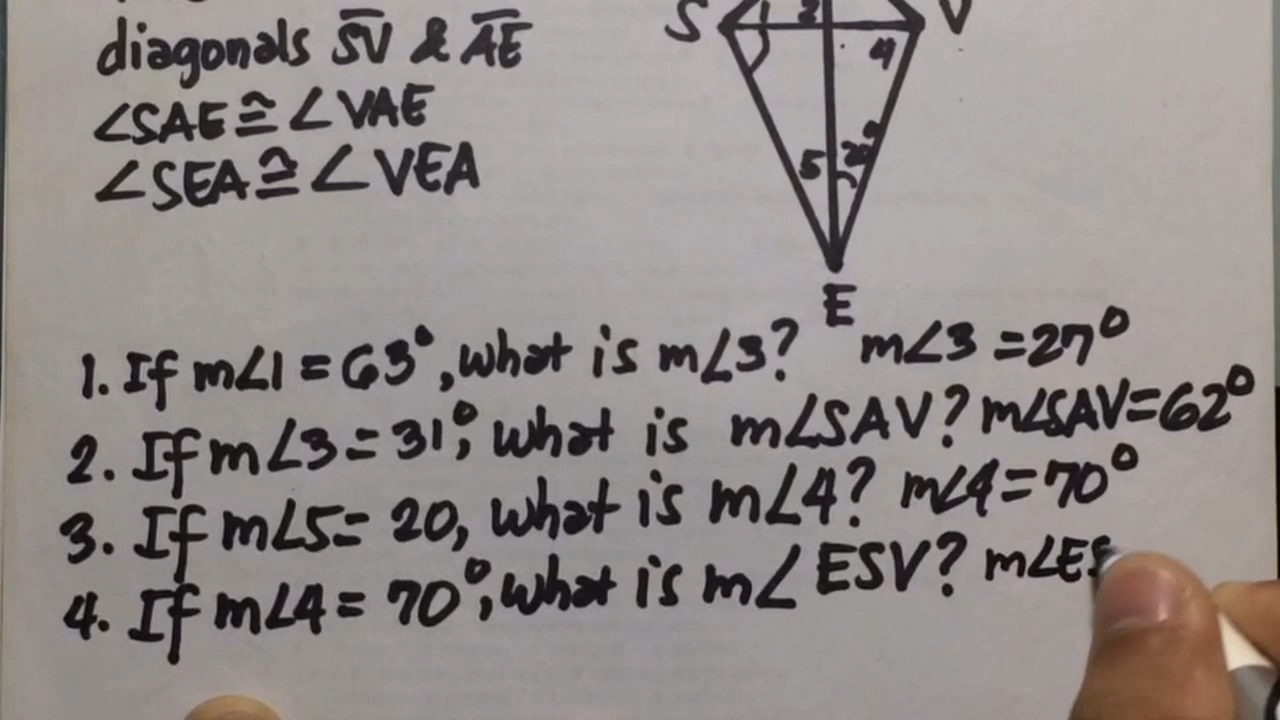 diagonals SV & AE
∠SAE ≅ ∠VAE
∠SEA ≅ ∠VEA
S 1 2 V
4
5 20°
E
1. If m∠1 = 63°, what is m∠3? m∠3 = 27°
2. If m∠3 = 31°, what is m∠SAV? m∠SAV = 62°
3. If m∠5 = 20, what is m∠4? m∠4 = 70°
4. If m∠4 = 70°, what is m∠ESV? m∠ES